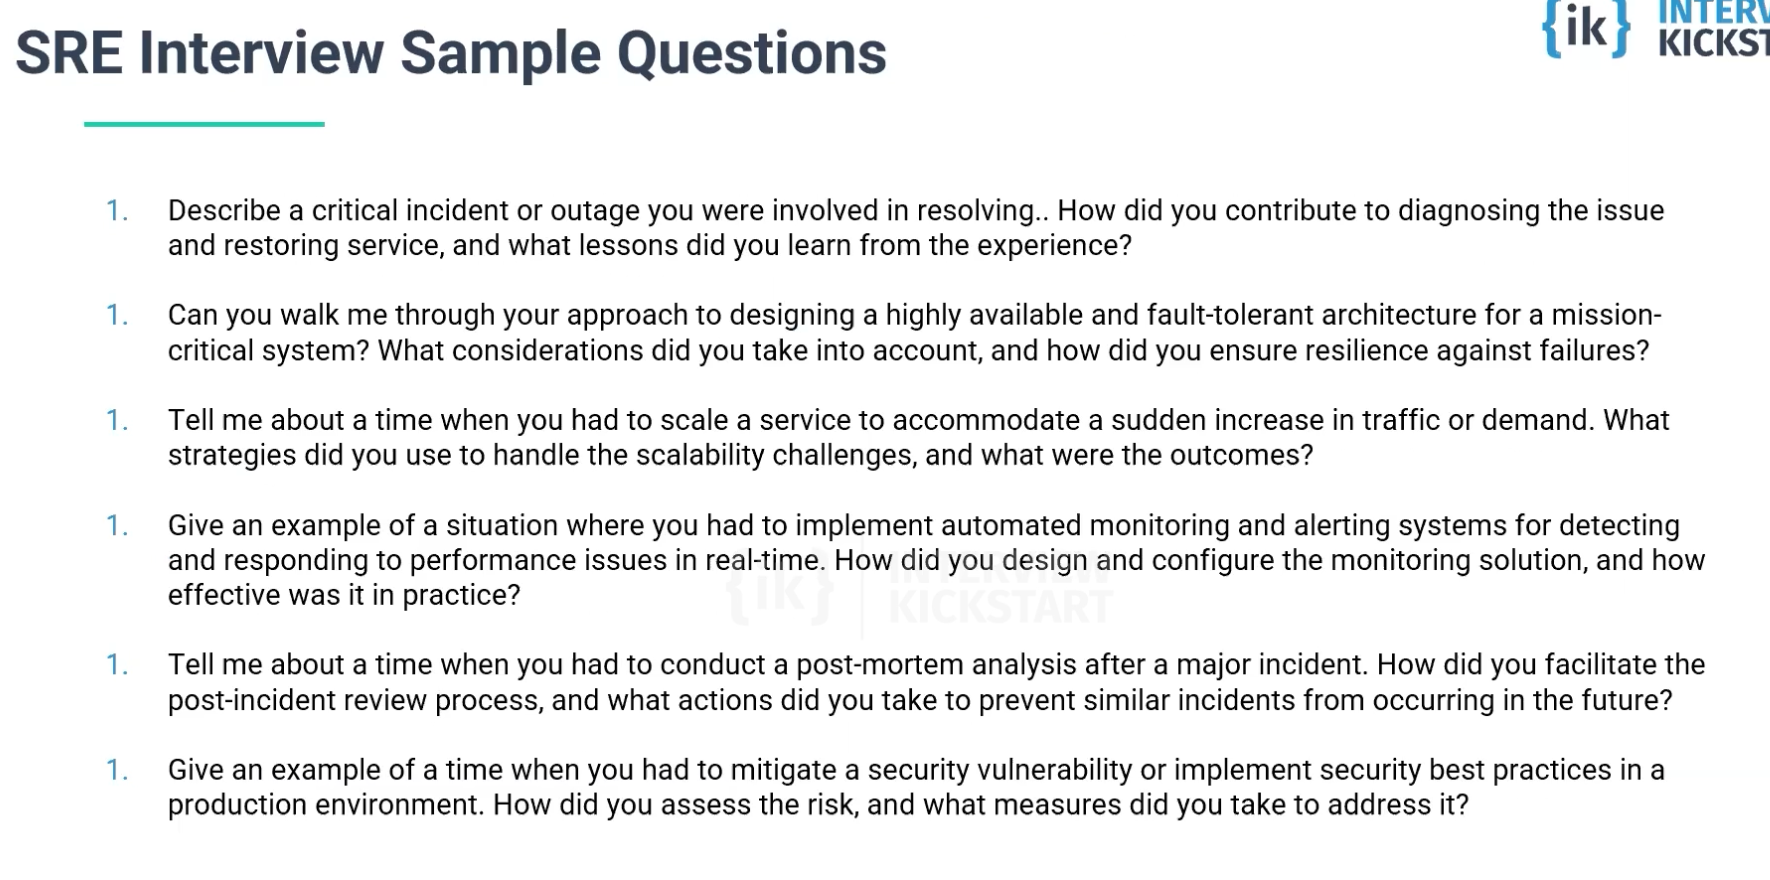 SRE Interview Sample Questions
{ik} INTERV
KICKST
1. Describe a critical incident or outage you were involved in resolving.. How did you contribute to diagnosing the issue
and restoring service, and what lessons did you learn from the experience?
1. Can you walk me through your approach to designing a highly available and fault-tolerant architecture for a mission-
critical system? What considerations did you take into account, and how did you ensure resilience against failures?
1. Tell me about a time when you had to scale a service to accommodate a sudden increase in traffic or demand. What
strategies did you use to handle the scalability challenges, and what were the outcomes?
1. Give an example of a situation where you had to implement automated monitoring and alerting systems for detecting
and responding to performance issues in real-time. How did you design and configure the monitoring solution, and how
effective was it in practice?
{ik} INTERVIEW
KICKSTART
1. Tell me about a time when you had to conduct a post-mortem analysis after a major incident. How did you facilitate the
post-incident review process, and what actions did you take to prevent similar incidents from occurring in the future?
1. Give an example of a time when you had to mitigate a security vulnerability or implement security best practices in a
production environment. How did you assess the risk, and what measures did you take to address it?